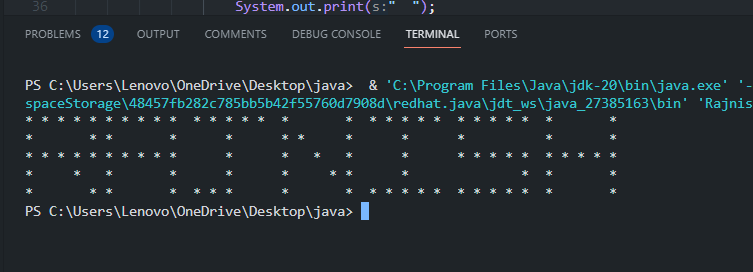 36 System.out.print(s:"  ");
PROBLEMS 12 OUTPUT COMMENTS DEBUG CONSOLE TERMINAL PORTS
PS C:\Users\Lenovo\OneDrive\Desktop\java>  & 'C:\Program Files\Java\jdk-20\bin\java.exe' '-
spaceStorage\48457fb282c785bb5b42f55760d7908d\redhat.java\jdt_ws\java_27385163\bin' 'Rajnis
* * * * * * * * * * * * * * *   *       *  * * * * *  * * * * *  *       *
*       * *       *       *       * *     *       *       *         *       *
* * * * * * * * * *       *       *   *   *       *       * * * * *  * * * * *
*     *   *       *       *       *     * *       *               *  *       *
*       * *       *  * * *       *       *  * * * * *  * * * * *  *       *
PS C:\Users\Lenovo\OneDrive\Desktop\java>